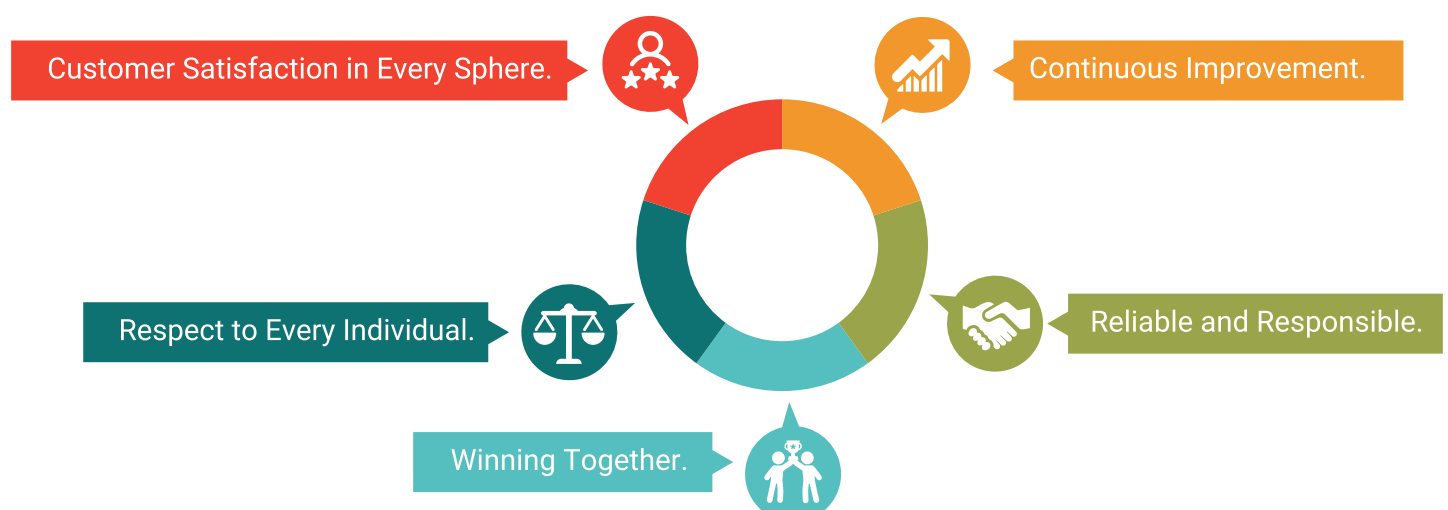 Customer Satisfaction in Every Sphere.
Continuous Improvement.
Respect to Every Individual.
Reliable and Responsible.
Winning Together.